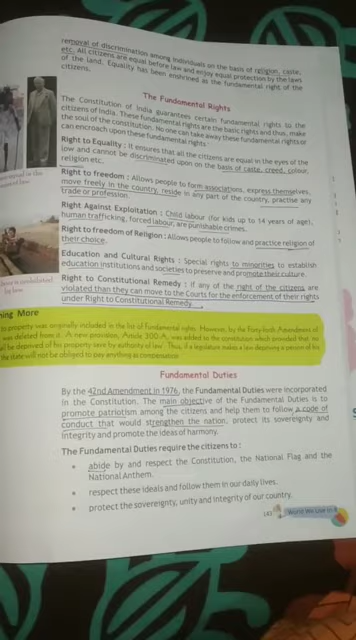 removal of discrimination among individuals on the basis of religion, caste,
etc. All citizens are equal before law and enjoy equal protection by the laws
of the land. Equality has been enshrined as the fundamental right of the
citizens.
The Fundamental Rights
The Constitution of India guarantees certain fundamental rights to the
citizens of India. These fundamental rights are the basic rights and thus, make
the soul of the constitution. No one can take away these fundamental rights or
can encroach upon these fundamental rights.
Right to Equality : It ensures that all the citizens are equal in the eyes of the
law and cannot be discriminated upon on the basis of caste, creed, colour,
religion etc.
Right to freedom : Allows people to form associations, express themselves,
move freely in the country, reside in any part of the country, practise any
trade or profession.
Right Against Exploitation : Child labour (for kids up to 14 years of age),
human trafficking, forced labour, are punishable crimes.
Right to freedom of Religion : Allows people to follow and practice religion of
their choice.
Education and Cultural Rights : Special rights to minorities to establish
education institutions and societies to preserve and promote their culture.
Right to Constitutional Remedy : if any of the right of the citizens are
violated than they can move to the Courts for the enforcement of their rights
under Right to Constitutional Remedy.
ning More
to property was originally included in the list of Fundamental rights. However, by the Forty-forth Amendment of
was deleted from it. A new provision, Article 300-A, was added to the constitution which provided that no
ll be deprived of his property save by authority of law. Thus, if a legislature makes a law depriving a person of his
the state will not be obliged to pay anything as compensation
Fundamental Duties
By the 42nd Amendment in 1976, the Fundamental Duties were incorporated
in the Constitution. The main objective of the Fundamental Duties is to
promote patriotism among the citizens and help them to follow a code of
conduct that would strengthen the nation, protect its sovereignty and
integrity and promote the ideas of harmony.
The Fundamental Duties require the citizens to :
• abide by and respect the Constitution, the National Flag and the
National Anthem.
• respect these ideals and follow them in our daily lives.
• protect the sovereignty, unity and integrity of our country.
World We Live In-8